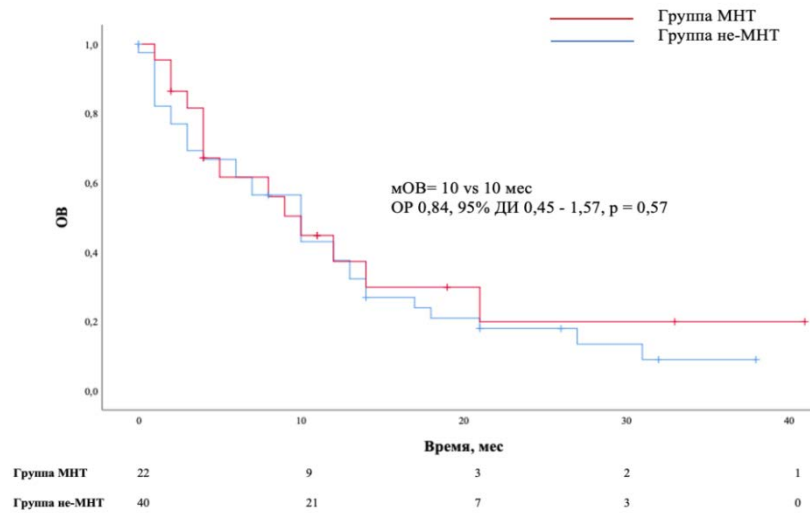 Группа МНТ
Группа не-МНТ
1,0
0,8
0,6
0,4
0,2
0,0
ОВ
мОВ= 10 vs 10 мес
ОР 0,84, 95% ДИ 0,45 - 1,57, p = 0,57
0 10 20 30 40
Время, мес
Группа МНТ 22 9 3 2 1
Группа не-МНТ 40 21 7 3 0